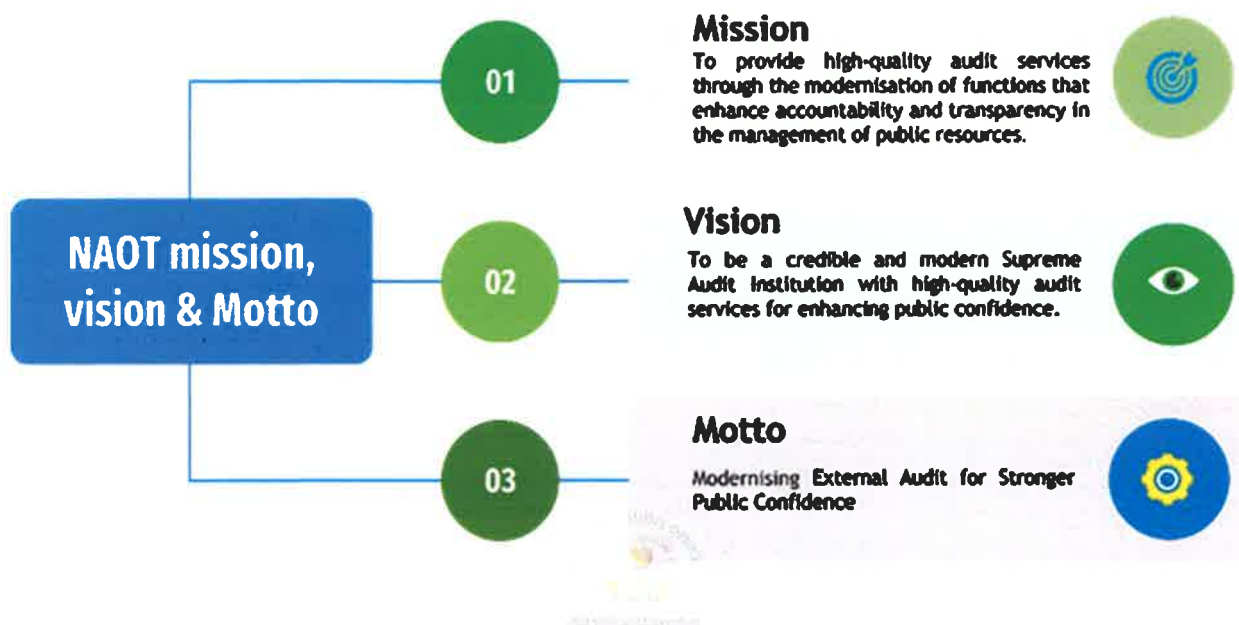 NAOT mission,
vision & Motto
01
Mission
To provide high-quality audit services
through the modernisation of functions that
enhance accountability and transparency in
the management of public resources.
02
Vision
To be a credible and modern Supreme
Audit Institution with high-quality audit
services for enhancing public confidence.
03
Motto
Modernising External Audit for Stronger
Public Confidence